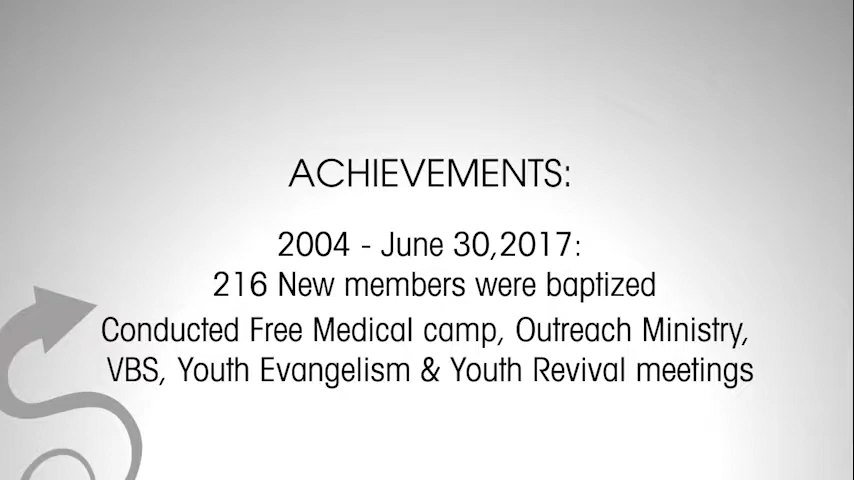 ACHIEVEMENTS:
2004 - June 30,2017:
216 New members were baptized
Conducted Free Medical camp, Outreach Ministry,
VBS, Youth Evangelism & Youth Revival meetings